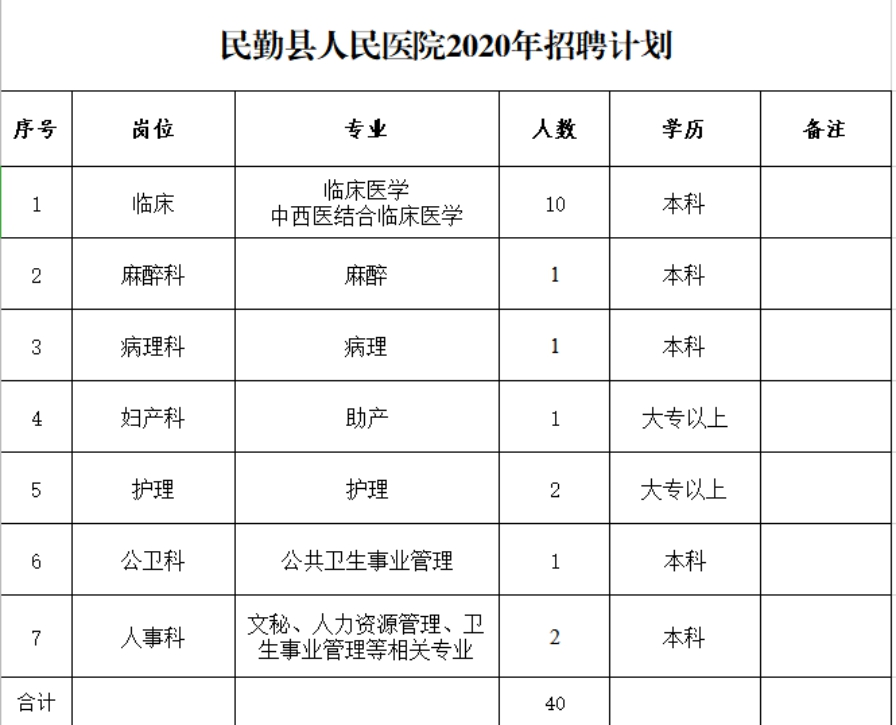 民勤县人民医院2020年招聘计划
序号 岗位 专业 人数 学历 备注
1 临床 临床医学 10 本科
中西医结合临床医学
2 麻醉科 麻醉 1 本科
3 病理科 病理 1 本科
4 妇产科 助产 1 大专以上
5 护理 护理 2 大专以上
6 公卫科 公共卫生事业管理 1 本科
7 人事科 文秘、人力资源管理、卫 2 本科
生事业管理等相关专业
合计 40